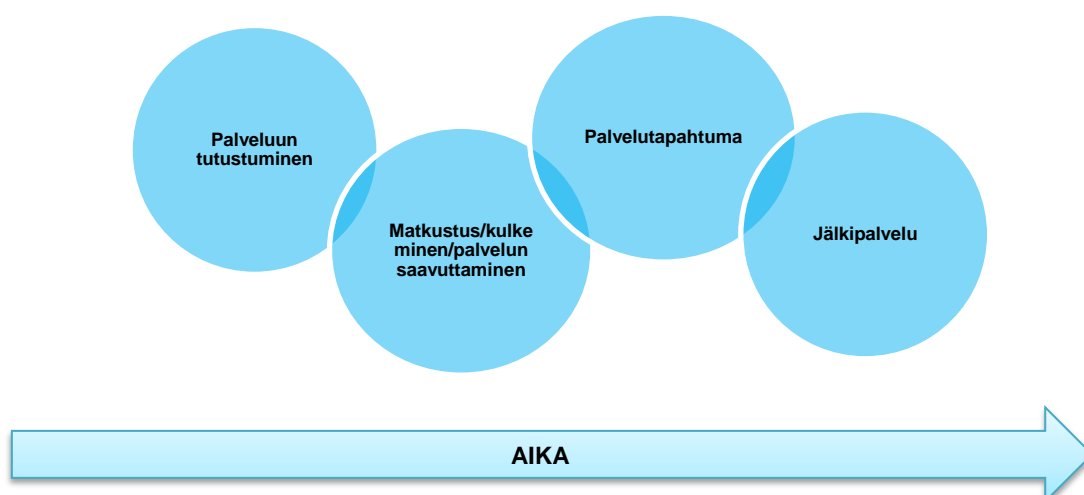 Palveluun
tutustuminen
Matkustus/kulke
minen/palvelun
saavuttaminen
Palvelutapahtuma
Jälkipalvelu
AIKA